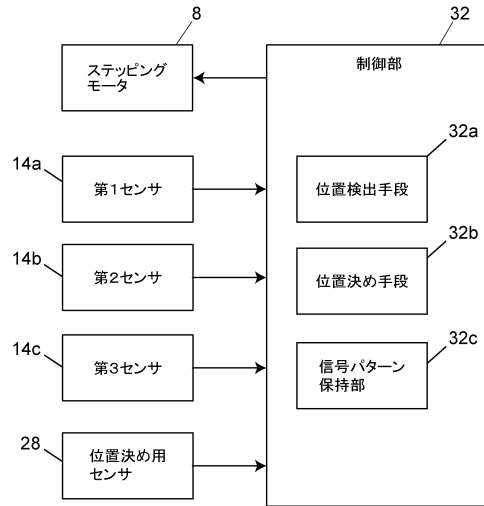 8
32
ステッピング
モータ
制御部
32a
14a
第1センサ
位置検出手段
32b
14b
第2センサ
位置決め手段
32c
14c
第3センサ
信号パターン
保持部
28
位置決め用
センサ